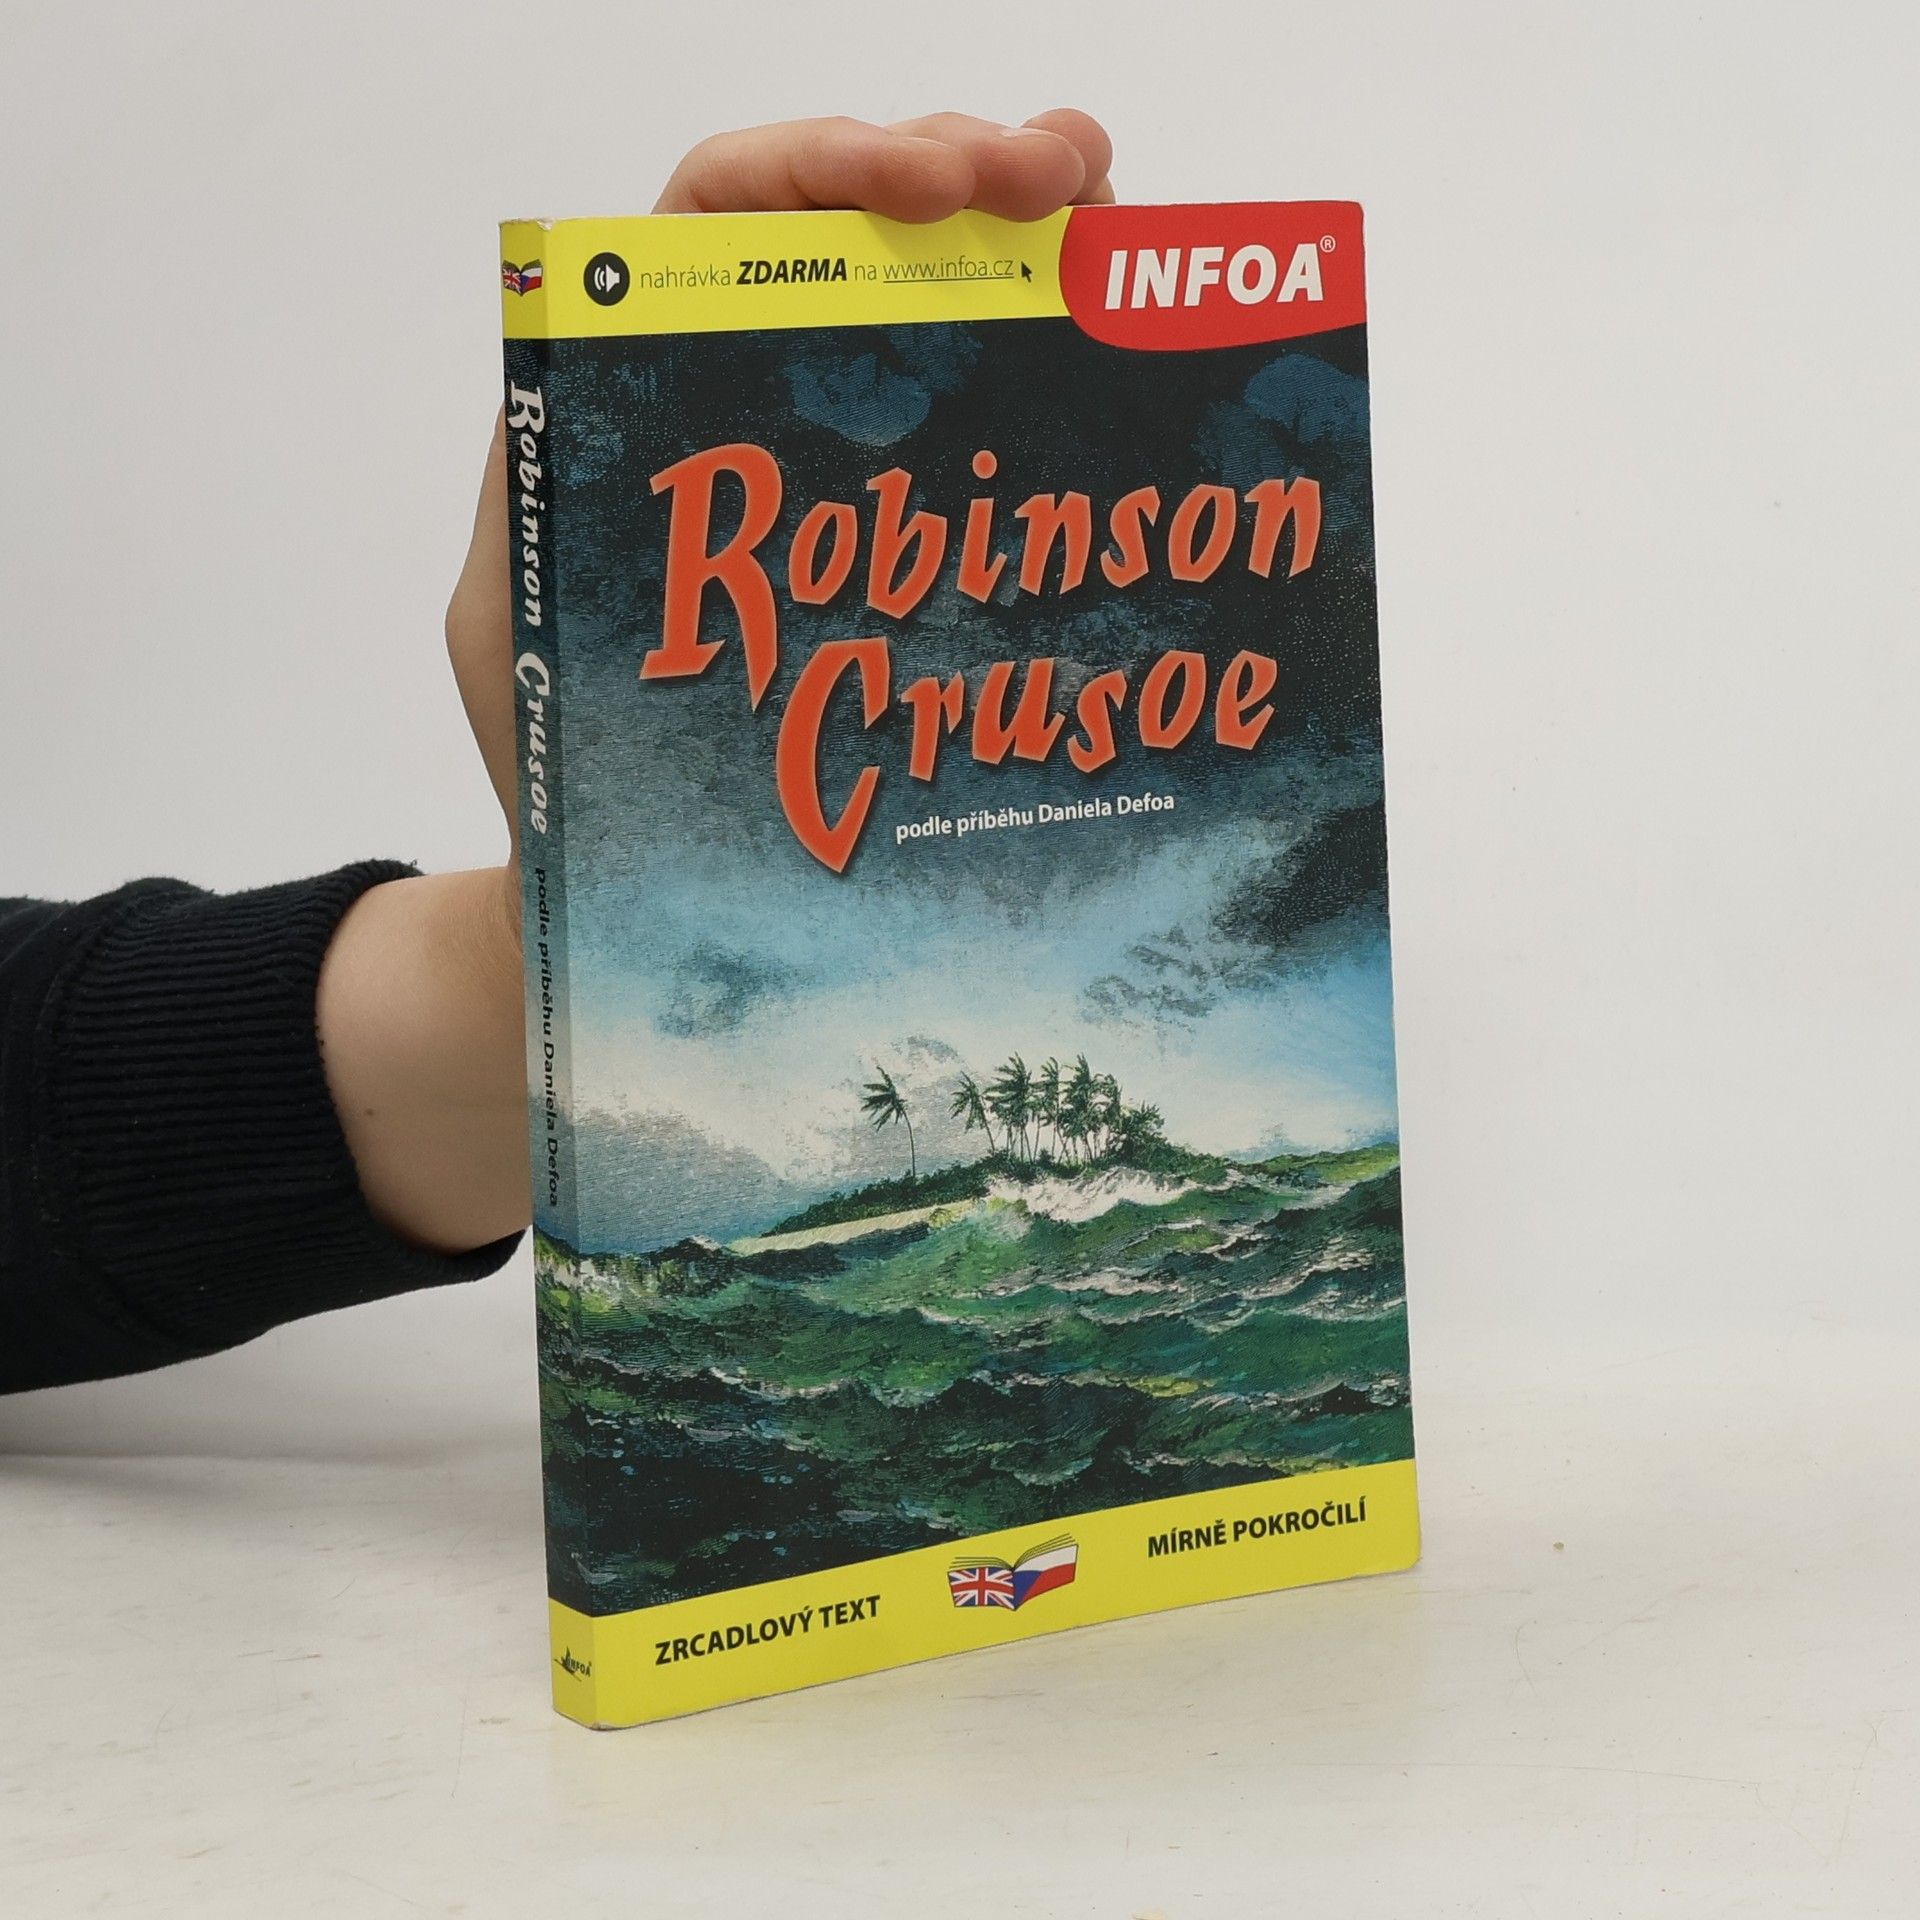 nahrávka ZDARMA na www.infoa.cz
INFOA®
Robinson
Crusoe
podle příběhu Daniela Defoa
ZRCADLOVÝ TEXT
MÍRNĚ POKROČILÍ
Robinson Crusoe podle příběhu Daniela Defoa
INFOA®